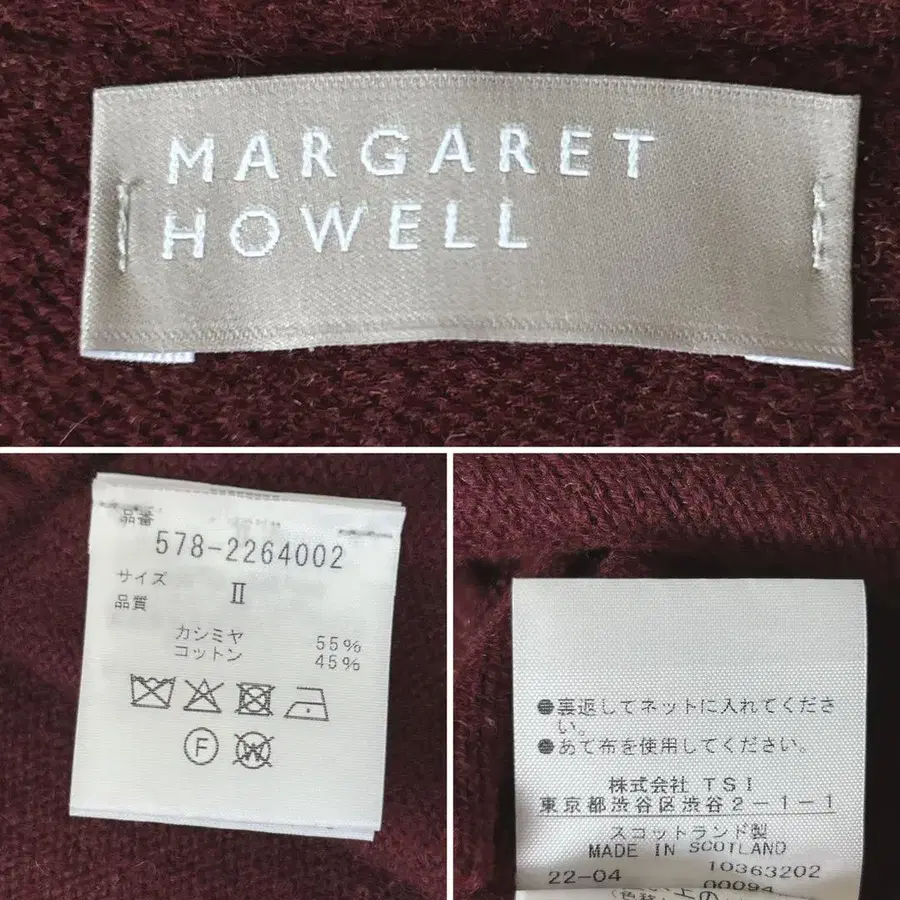 MARGARET
HOWELL
品番
578-2264002
サイズ II
品質
カシミヤ 55%
コットン 45%
F
W
●裏返してネットに入れてくださ
い。
●あて布を使用してください。
株式会社 TSI
東京都渋谷区渋谷2-1-1
スコットランド製
MADE IN SCOTLAND
10363202
22-04 00094